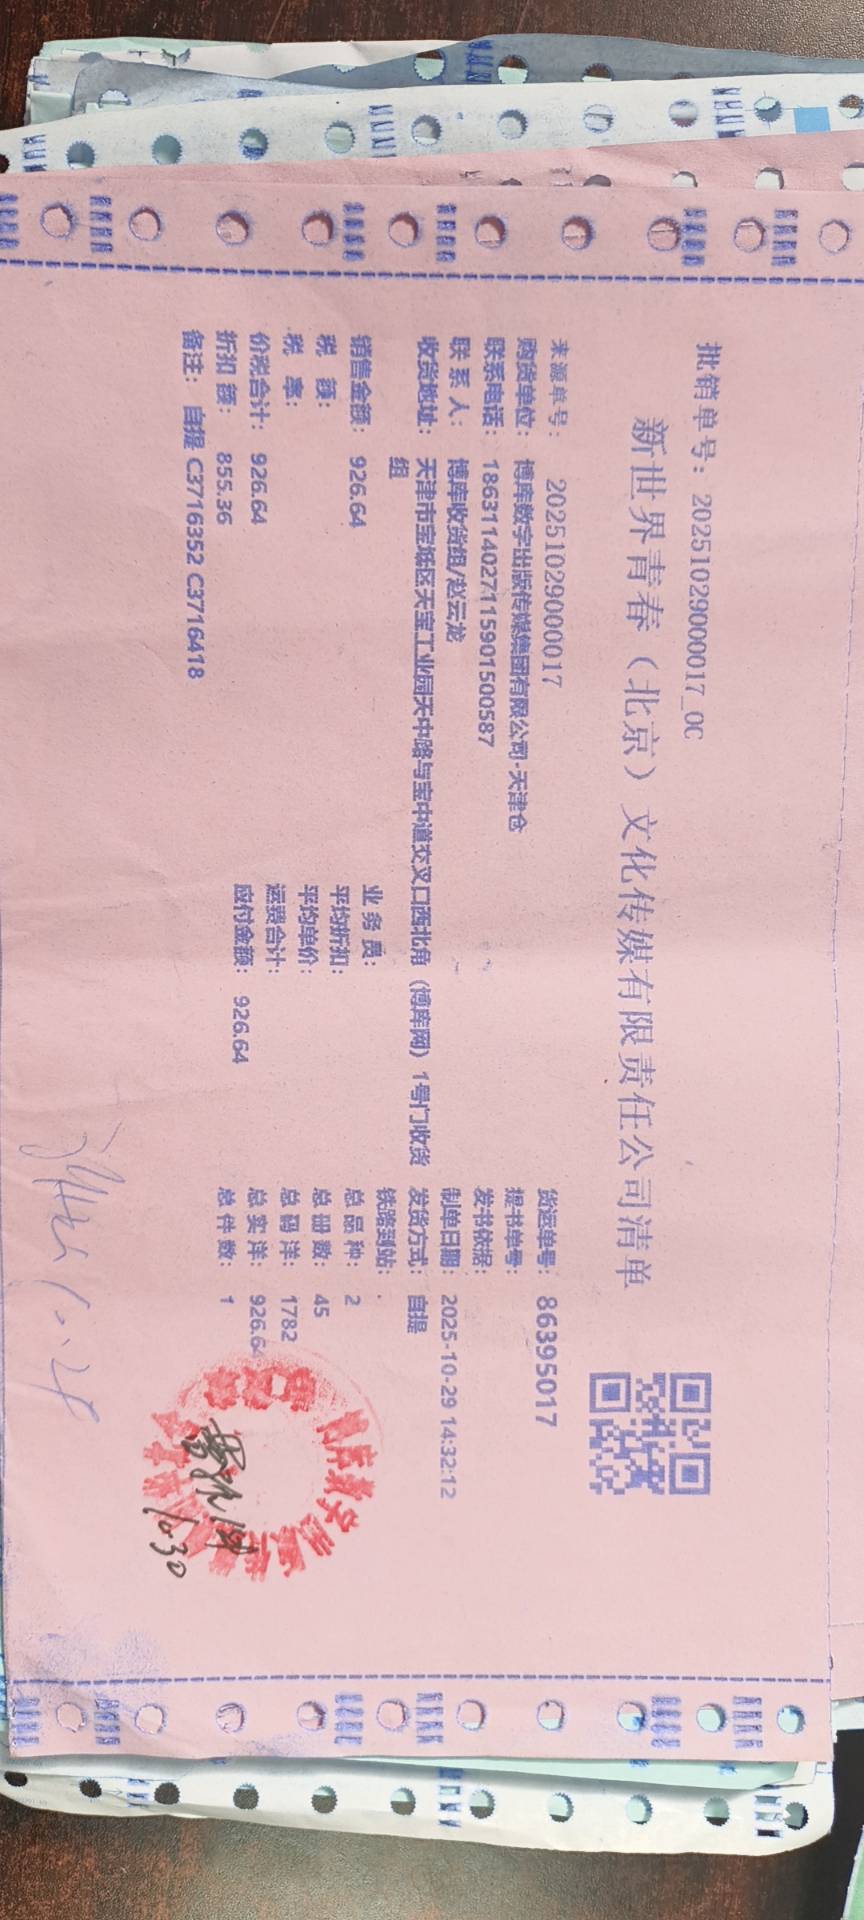 批销单号：20251029000017_0C
新世界青春（北京）文化传媒有限责任公司清单
来源单号：20251029000017
货运单号：86395017
购货单位：博库数字出版传媒集团有限公司-天津仓
提书单号：
联系电话：18631140271 15901500587
发书依据：
联系人：博库收货组/赵云龙
制单日期：2025-10-29 14:32:12
收货地址：天津市宝坻区天宝工业园天中路与宝中道交叉口西北角（博库网）1号门收货组
发货方式：自提
铁路到站：.
销售金额：926.64
业务员：
总品种：2
税额：
平均折扣：
总册数：45
税率：
平均单价：
总码洋：1782
价税合计：926.64
运费合计：
总实洋：926.64
折扣额：855.36
应付金额：926.64
总件数：1
备注：自提 C3716352 C3716418
10.30